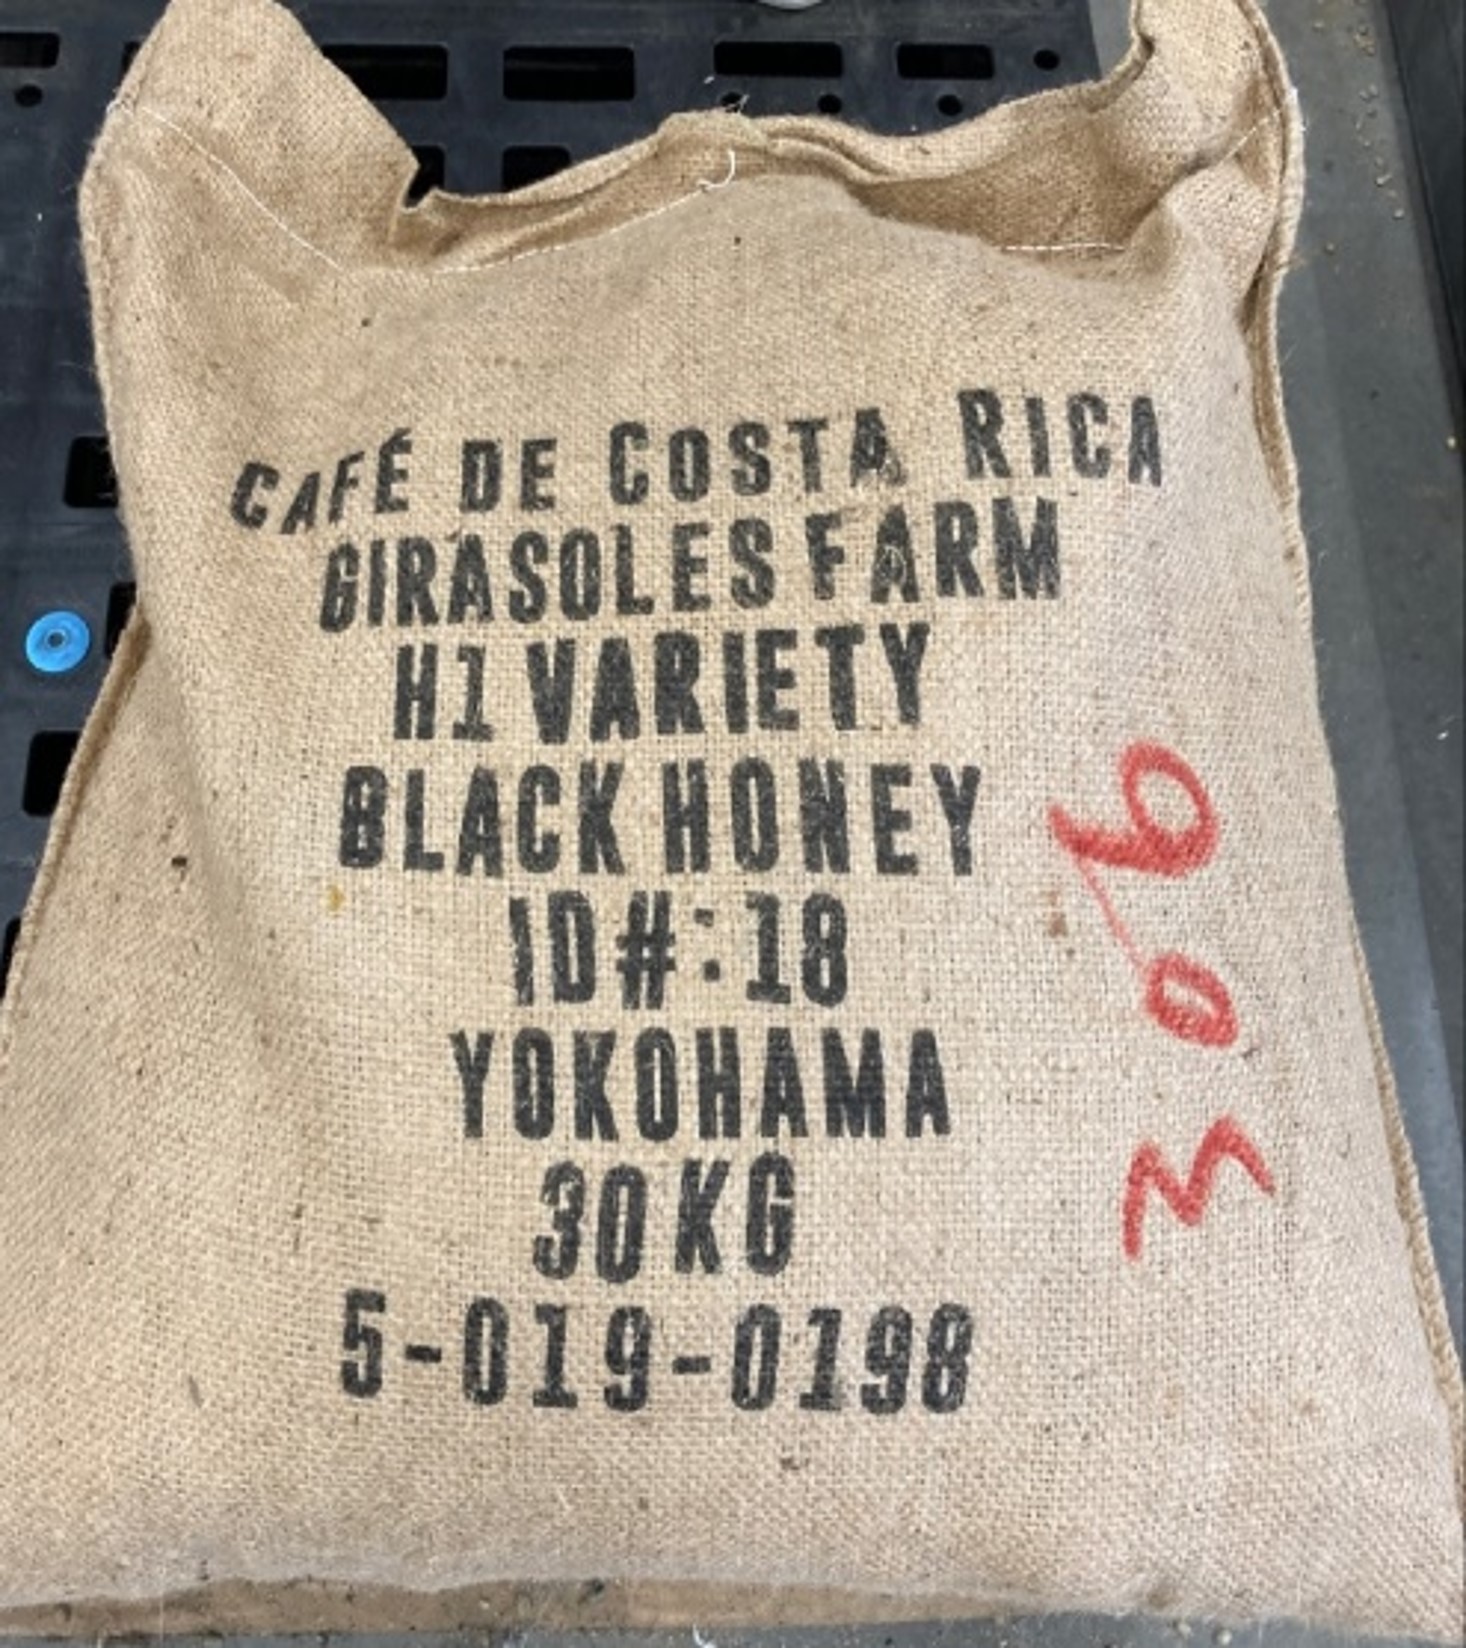 CAFÉ DE COSTA RICA
GIRASOLES FARM
H1 VARIETY
BLACK HONEY
ID#:18
YOKOHAMA
30KG
5-019-0198
306